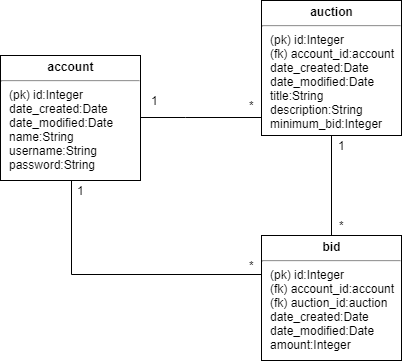 auction
(pk) id:Integer
(fk) account_id:account
date_created:Date
date_modified:Date
title:String
description:String
minimum_bid:Integer
account
(pk) id:Integer
date_created:Date
date_modified:Date
name:String
username:String
password:String
1
*
1
*
1
*
bid
(pk) id:Integer
(fk) account_id:account
(fk) auction_id:auction
date_created:Date
date_modified:Date
amount:Integer